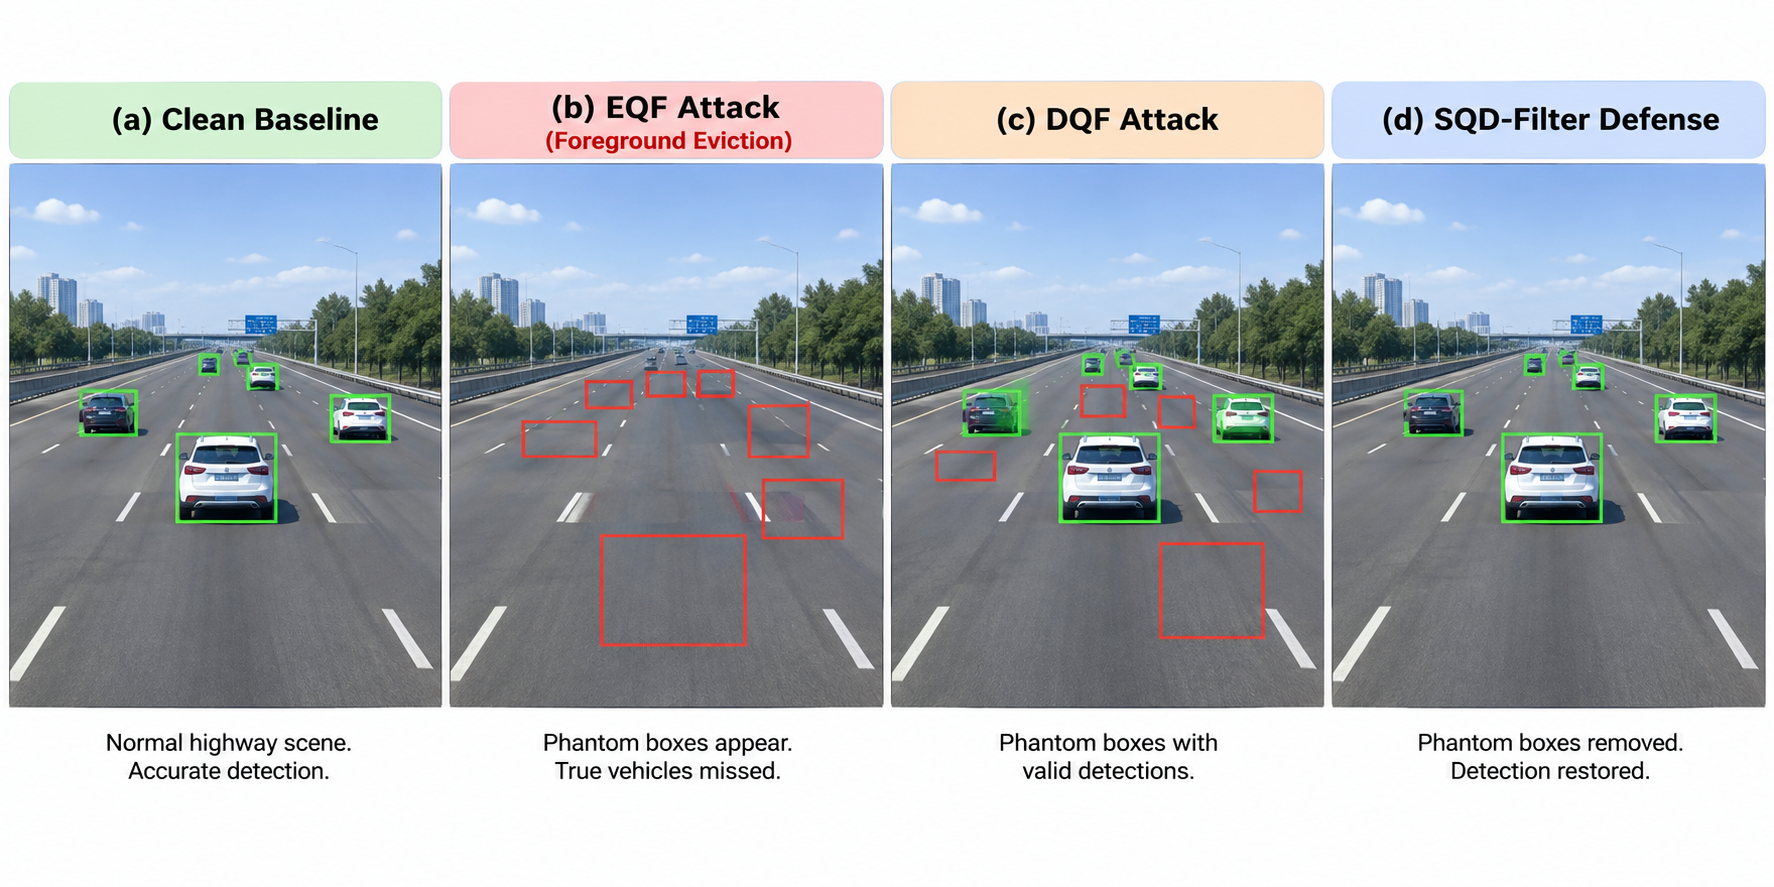 (a) Clean Baseline
(b) EQF Attack
(Foreground Eviction)
(c) DQF Attack
(d) SQD-Filter Defense
Normal highway scene.
Accurate detection.
Phantom boxes appear.
True vehicles missed.
Phantom boxes with
valid detections.
Phantom boxes removed.
Detection restored.